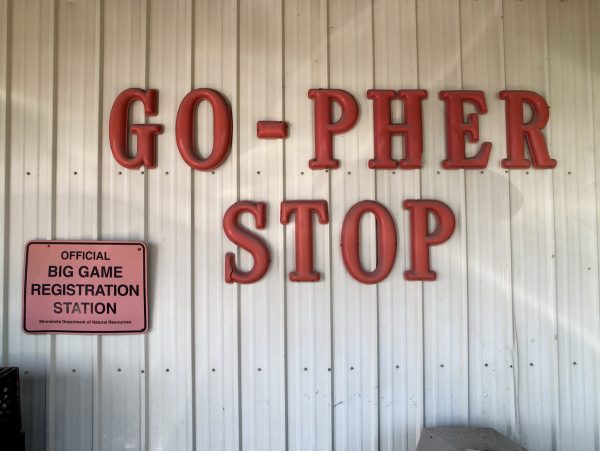 GO-PHER
STOP
OFFICIAL
BIG GAME
REGISTRATION
STATION
Minnesota Department of Natural Resources